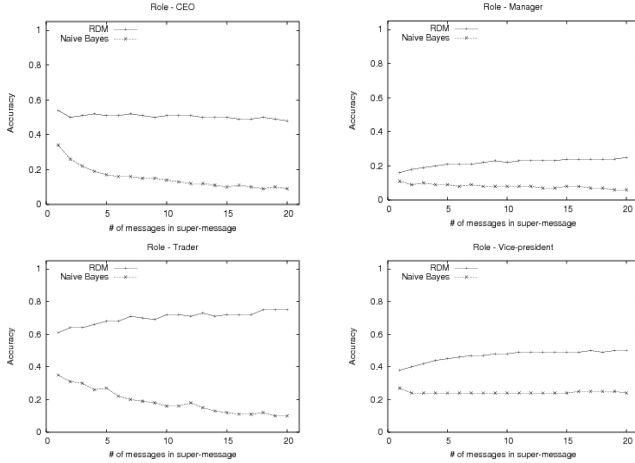 Role - CEO
RDM
Naive Bayes
Accuracy
1
0.8
0.6
0.4
0.2
0
0 5 10 15 20
# of messages in super-message
Role - Manager
RDM
Naive Bayes
Accuracy
1
0.8
0.6
0.4
0.2
0
0 5 10 15 20
# of messages in super-message
Role - Trader
RDM
Naive Bayes
Accuracy
1
0.8
0.6
0.4
0.2
0
0 5 10 15 20
# of messages in super-message
Role - Vice-president
RDM
Naive Bayes
Accuracy
1
0.8
0.6
0.4
0.2
0
0 5 10 15 20
# of messages in super-message